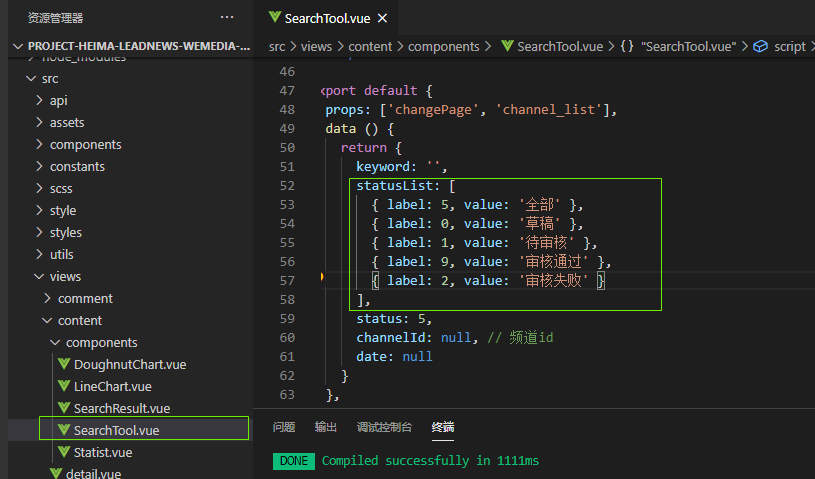 资源管理器
···
PROJECT-HEIMA-LEADNEWS-WEMEDIA-...
node_modules
src
api
assets
components
constants
scss
style
styles
utils
views
comment
content
components
DoughnutChart.vue
LineChart.vue
SearchResult.vue
SearchTool.vue
Statist.vue
detail.vue
SearchTool.vue
src > views > content > components > SearchTool.vue > {} "SearchTool.vue" > script
46
47 xport default {
48 props: ['changePage', 'channel_list'],
49 data () {
50 return {
51 keyword: '',
52 statusList: [
53 { label: 5, value: '全部' },
54 { label: 0, value: '草稿' },
55 { label: 1, value: '待审核' },
56 { label: 9, value: '审核通过' },
57 { label: 2, value: '审核失败' }
58 ],
59 status: 5,
60 channelId: null, // 频道id
61 date: null
62 }
63 },
问题 输出 调试控制台 终端
DONE Compiled successfully in 1111ms